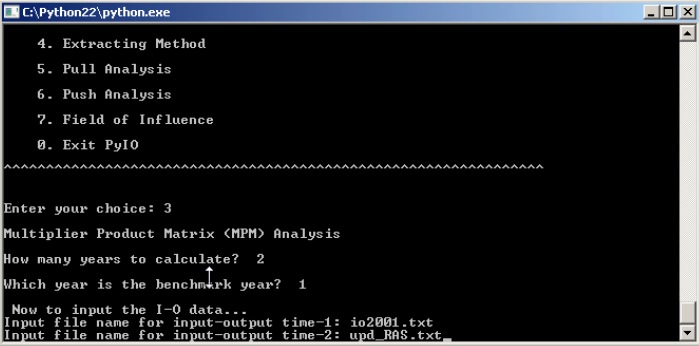 C:\Python22\python.exe
4. Extracting Method
5. Pull Analysis
6. Push Analysis
7. Field of Influence
0. Exit PyIO
^^^^^^^^^^^^^^^^^^^^^^^^^^^^^^^^^^^^^^^^^^^^^^^^^^^^^^^^^^^^^^^^^
Enter your choice: 3
Multiplier Product Matrix (MPM) Analysis
How many years to calculate? 2
Which year is the benchmark year? 1
Now to input the I-O data...
Input file name for input-output time-1: io2001.txt
Input file name for input-output time-2: upd_RAS.txt_